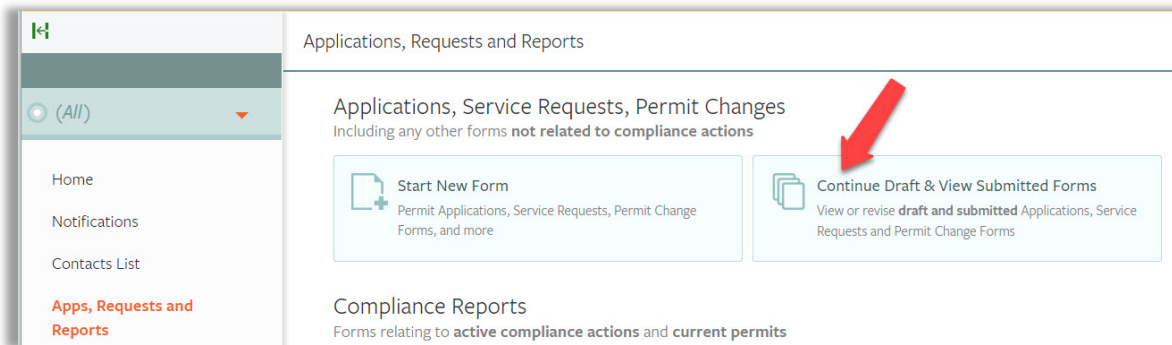 Applications, Requests and Reports
(All)
Home
Notifications
Contacts List
Apps, Requests and
Reports
Applications, Service Requests, Permit Changes
Including any other forms not related to compliance actions
Start New Form
Permit Applications, Service Requests, Permit Change
Forms, and more
Continue Draft & View Submitted Forms
View or revise draft and submitted Applications, Service
Requests and Permit Change Forms
Compliance Reports
Forms relating to active compliance actions and current permits